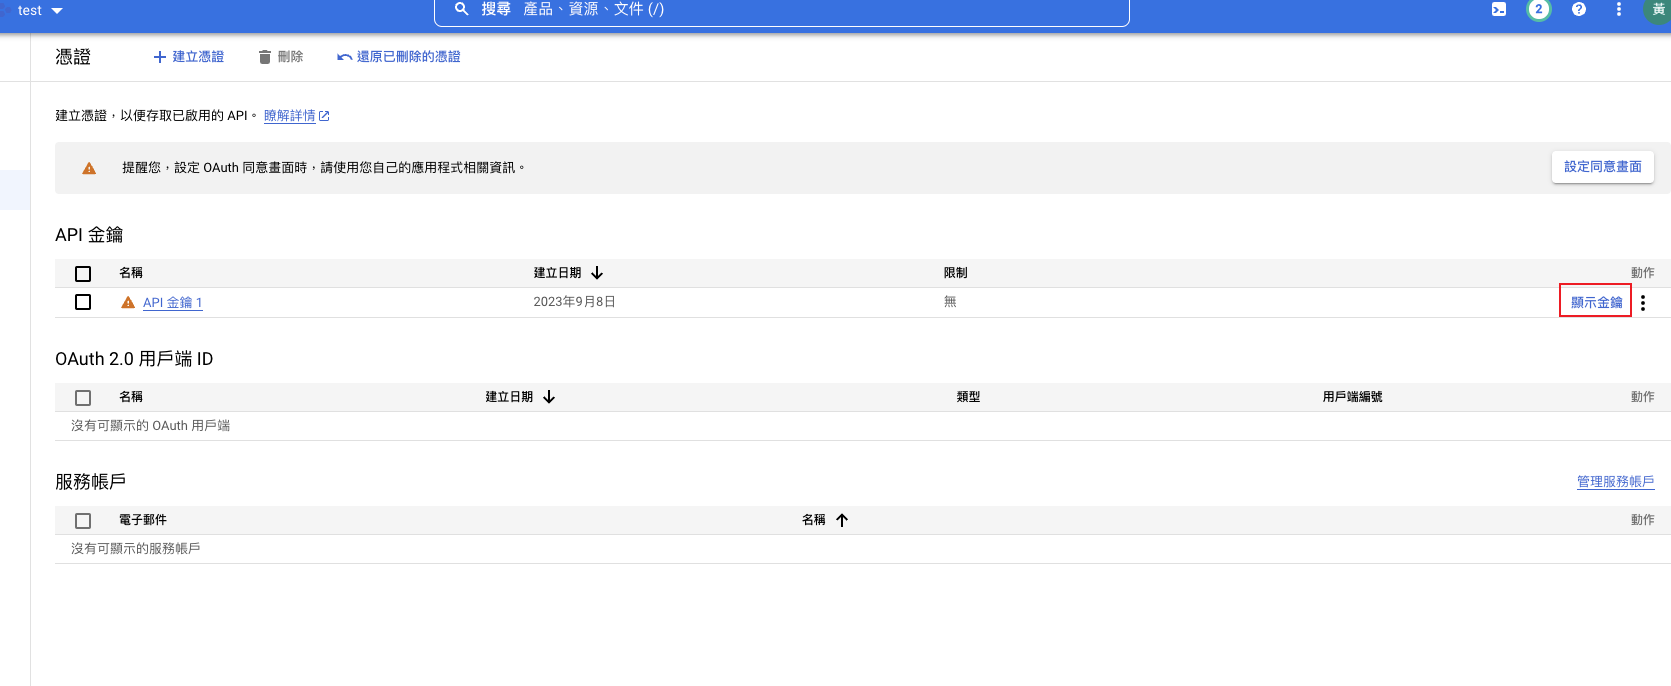 test
搜尋 產品、資源、文件 (/)
2
黃
憑證
建立憑證
刪除
還原已刪除的憑證
建立憑證，以便存取已啟用的 API。 瞭解詳情
提醒您，設定 OAuth 同意畫面時，請使用您自己的應用程式相關資訊。
設定同意畫面
API 金鑰
名稱 建立日期 限制 動作
API 金鑰 1 2023年9月8日 無 顯示金鑰
OAuth 2.0 用戶端 ID
名稱 建立日期 類型 用戶端編號 動作
沒有可顯示的 OAuth 用戶端
服務帳戶
管理服務帳戶
電子郵件 名稱 動作
沒有可顯示的服務帳戶